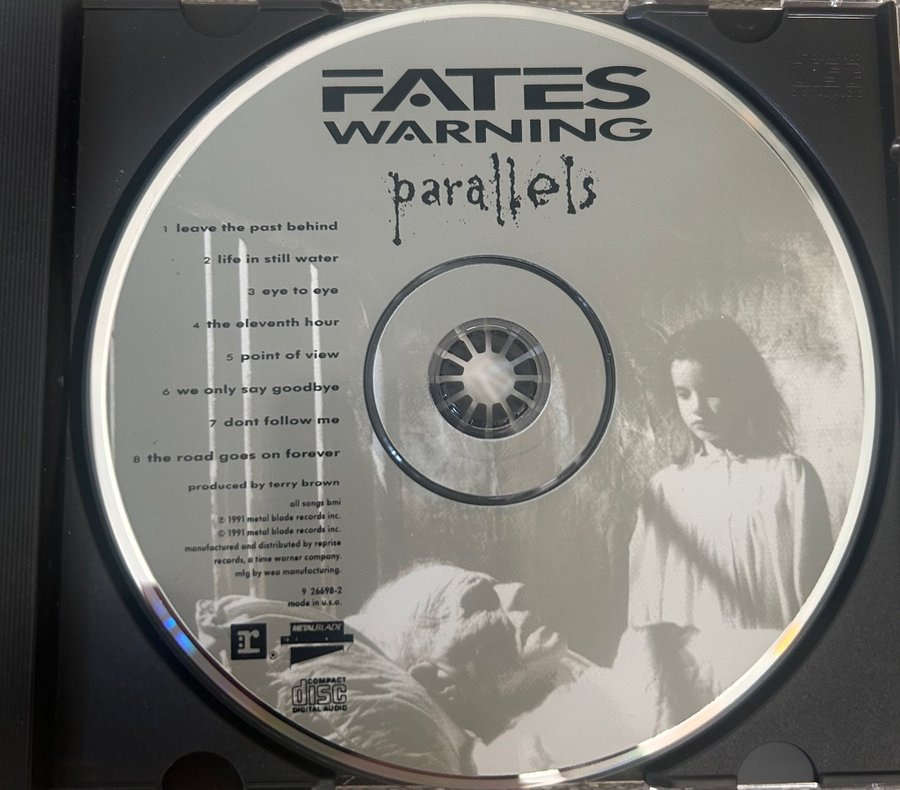 FATES
WARNING
parallels
1 leave the past behind
2 life in still water
3 eye to eye
4 the eleventh hour
5 point of view
6 we only say goodbye
7 dont follow me
8 the road goes on forever
produced by terry brown
all songs bmi
℗ 1991 metal blade records inc.
© 1991 metal blade records inc.
manufactured and distributed by reprise
records, a time warner company.
mfg by wea manufacturing.
9 26698-2
made in u.s.a.
r ®
METAL BLADE
COMPACT
disc
DIGITAL AUDIO